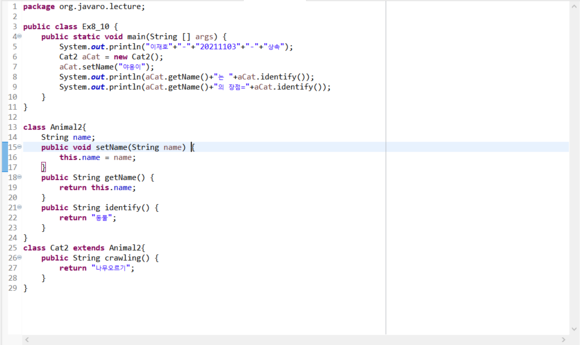 1 package org.javaro.lecture;
2
3 public class Ex8_10 {
4 public static void main(String [] args) {
5 System.out.println("이재호"+"-"+"20211103"+"-"+"상속");
6 Cat2 aCat = new Cat2();
7 aCat.setName("야옹이");
8 System.out.println(aCat.getName()+"는 "+aCat.identify());
9 System.out.println(aCat.getName()+"의 장점="+aCat.identify());
10 }
11 }
12
13 class Animal2{
14 String name;
15 public void setName(String name) {
16 this.name = name;
17 }
18 public String getName() {
19 return this.name;
20 }
21 public String identify() {
22 return "동물";
23 }
24 }
25 class Cat2 extends Animal2{
26 public String crawling() {
27 return "나무오르기";
28 }
29 }